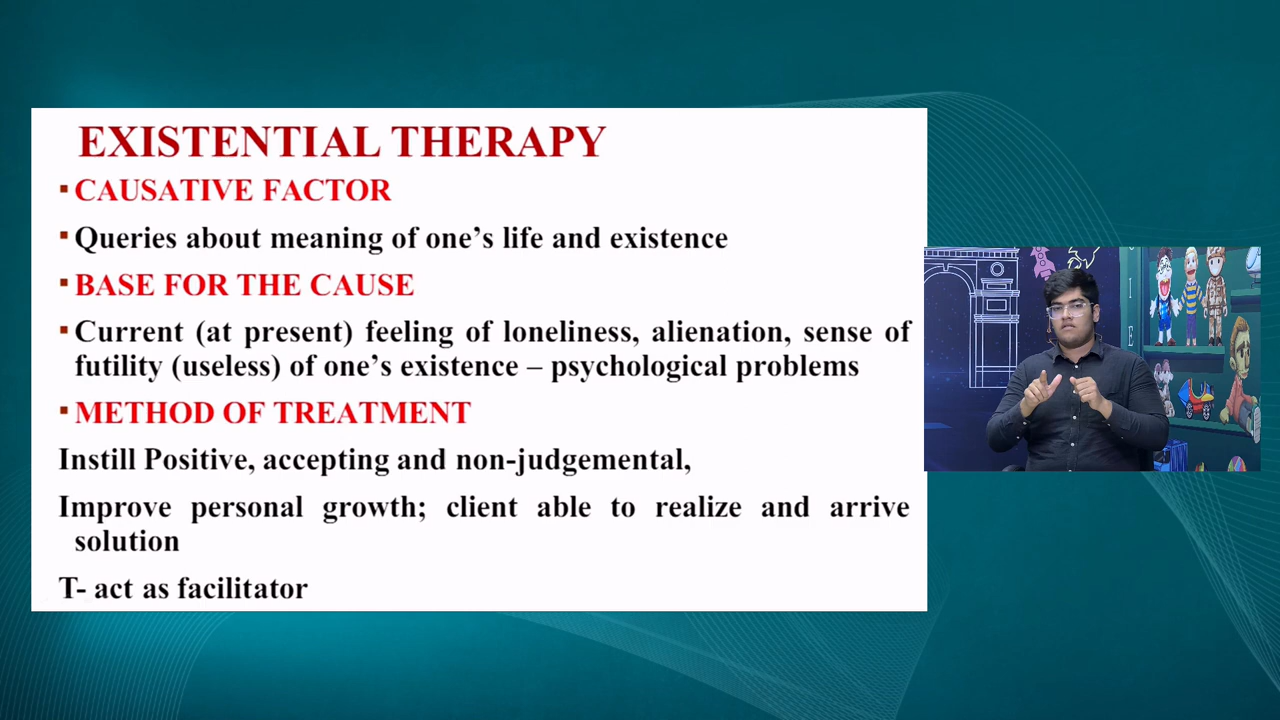 EXISTENTIAL THERAPY
▪ CAUSATIVE FACTOR
▪ Queries about meaning of one’s life and existence
▪ BASE FOR THE CAUSE
▪ Current (at present) feeling of loneliness, alienation, sense of
futility (useless) of one’s existence – psychological problems
▪ METHOD OF TREATMENT
Instill Positive, accepting and non-judgemental,
Improve personal growth; client able to realize and arrive
solution
T- act as facilitator
I
E